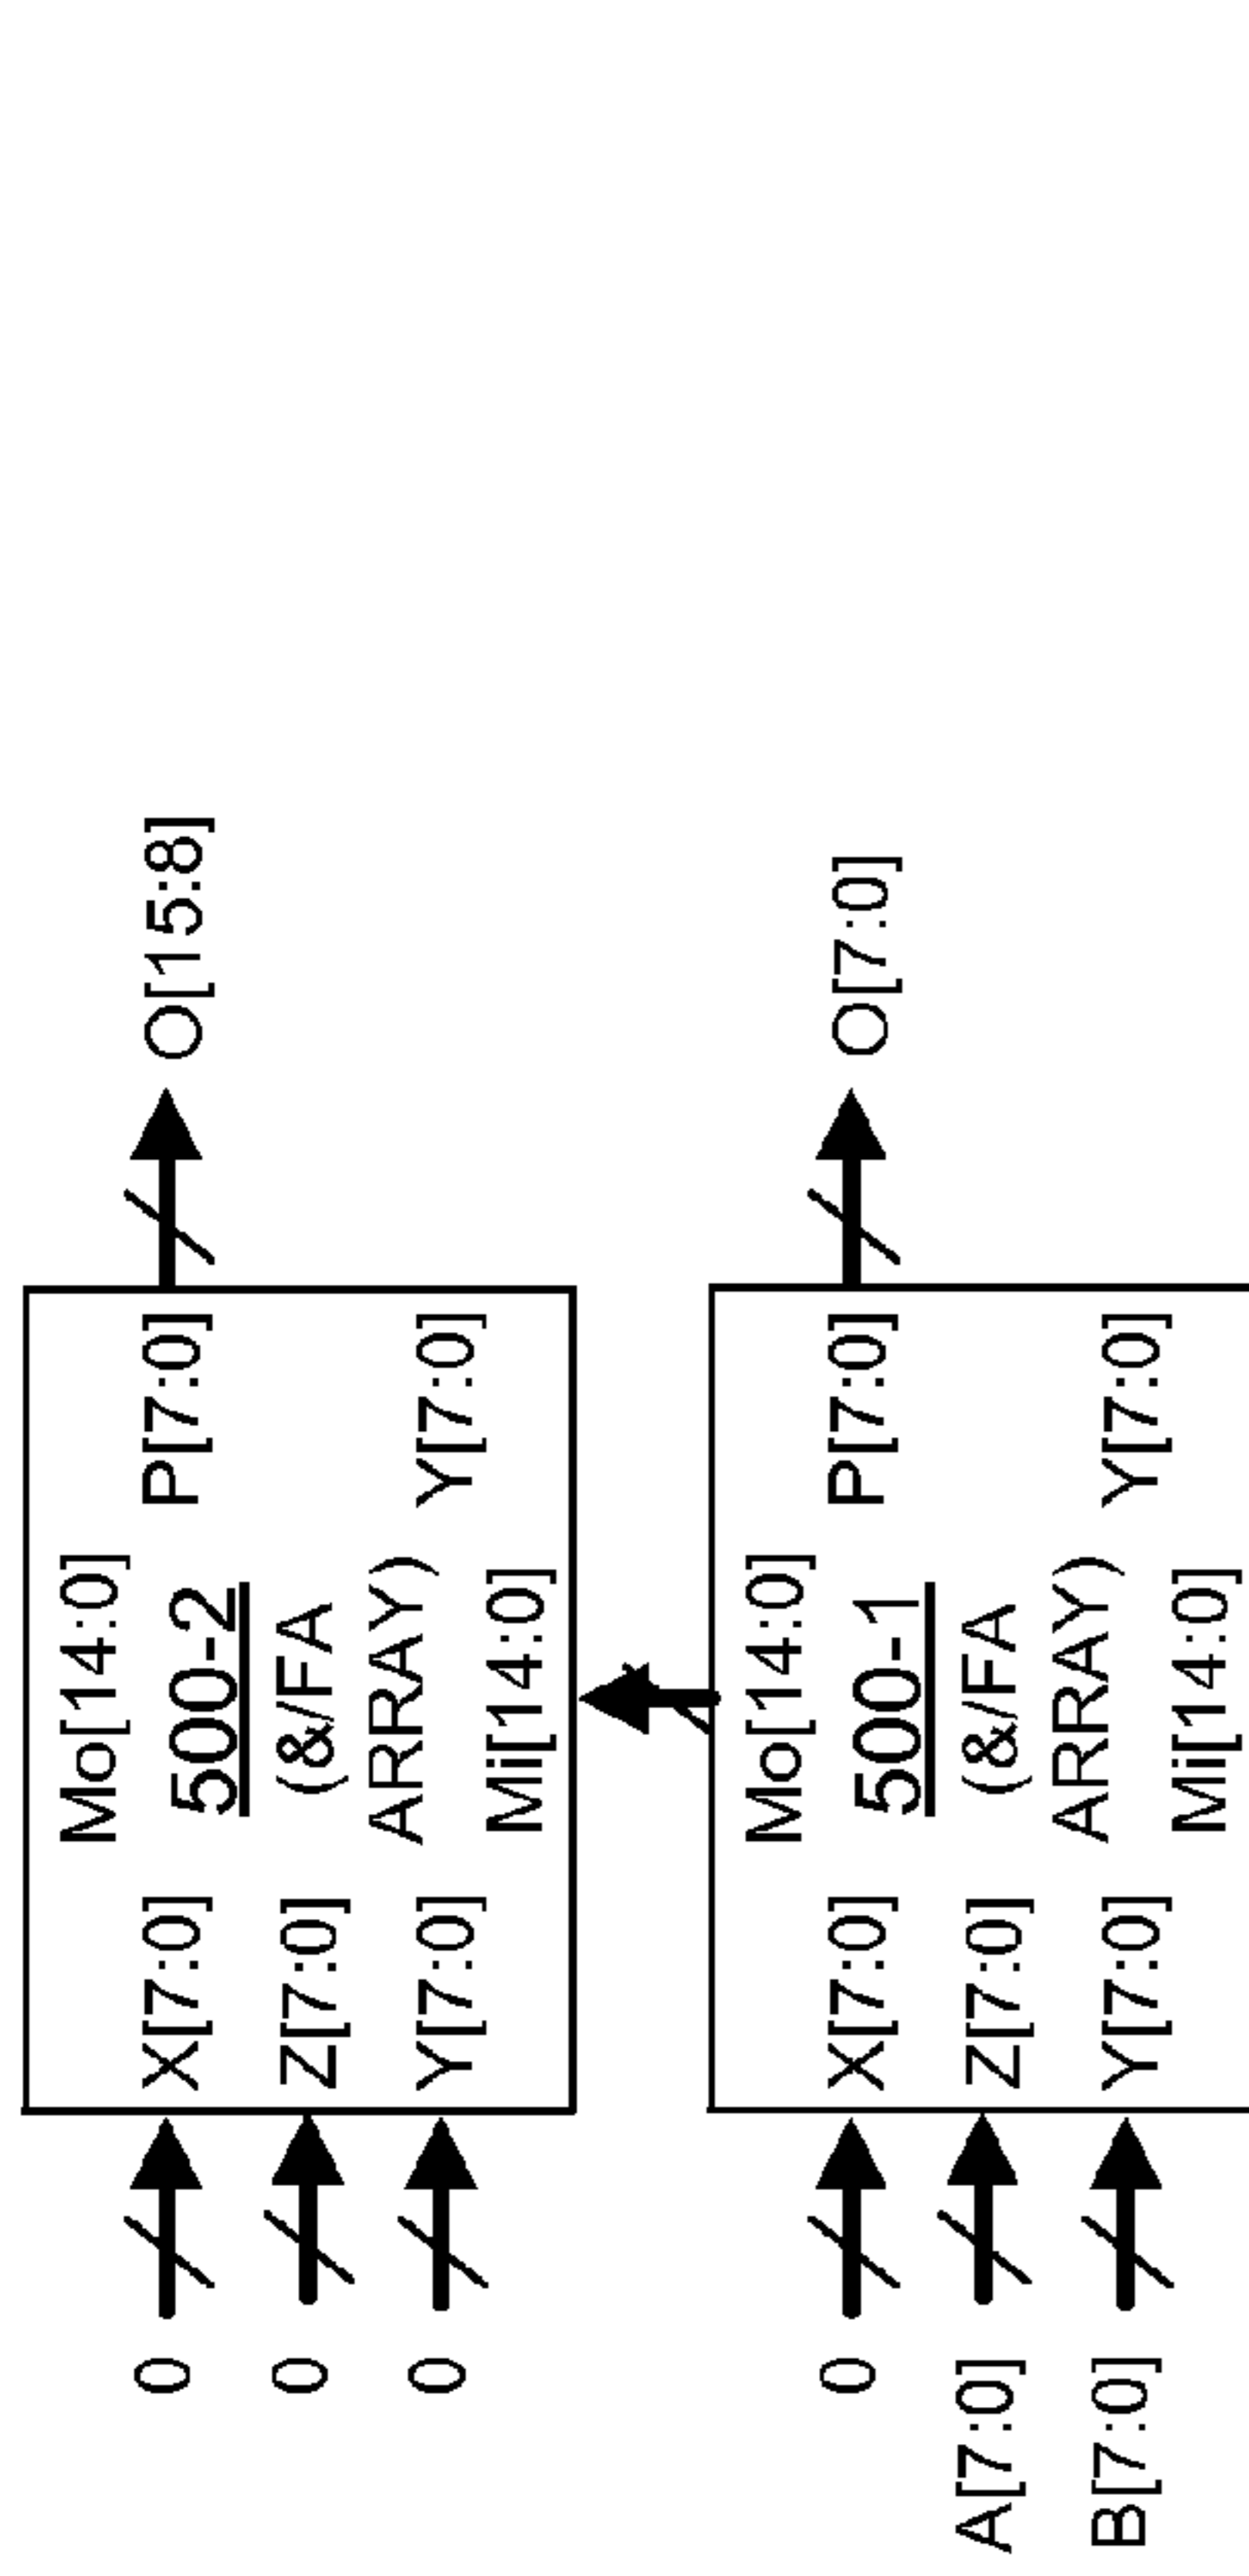 Mo[14:0]
0 X[7:0] 500-2 P[7:0] O[15:8]
0 Z[7:0] (&/FA
0 Y[7:0] ARRAY) Y[7:0]
Mi[14:0]
Mo[14:0]
0 X[7:0] 500-1 P[7:0] O[7:0]
A[7:0] Z[7:0] (&/FA
B[7:0] Y[7:0] ARRAY) Y[7:0]
Mi[14:0]